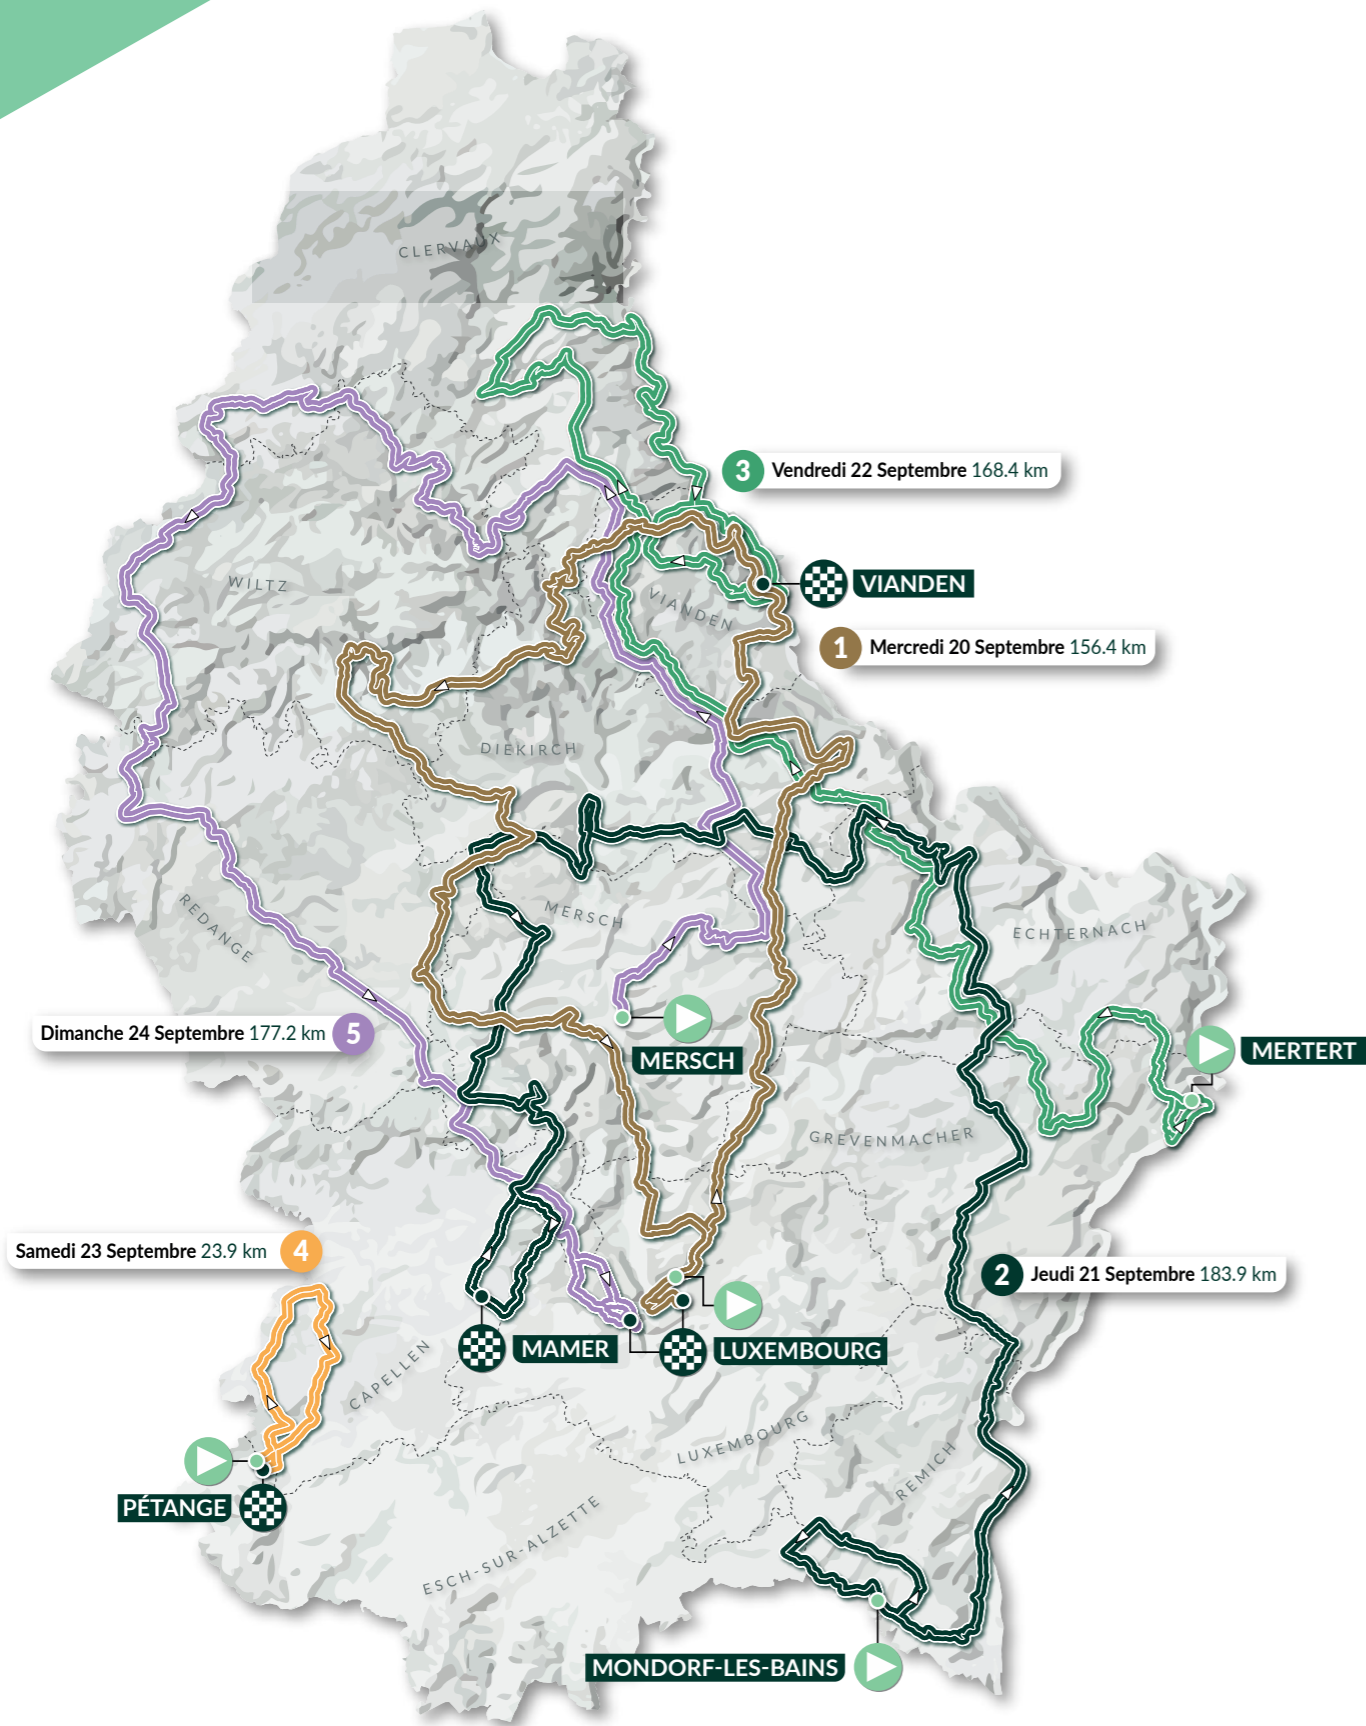 CLERVAUX
3 Vendredi 22 Septembre 168.4 km
WILTZ
VIANDEN
VIANDEN
1 Mercredi 20 Septembre 156.4 km
DIEKIRCH
REDANGE
MERSCH
ECHTERNACH
Dimanche 24 Septembre 177.2 km 5
MERSCH
MERTERT
GREVENMACHER
Samedi 23 Septembre 23.9 km 4
2 Jeudi 21 Septembre 183.9 km
MAMER
LUXEMBOURG
CAPELLEN
LUXEMBOURG
REMICH
PÉTANGE
ESCH-SUR-ALZETTE
MONDORF-LES-BAINS